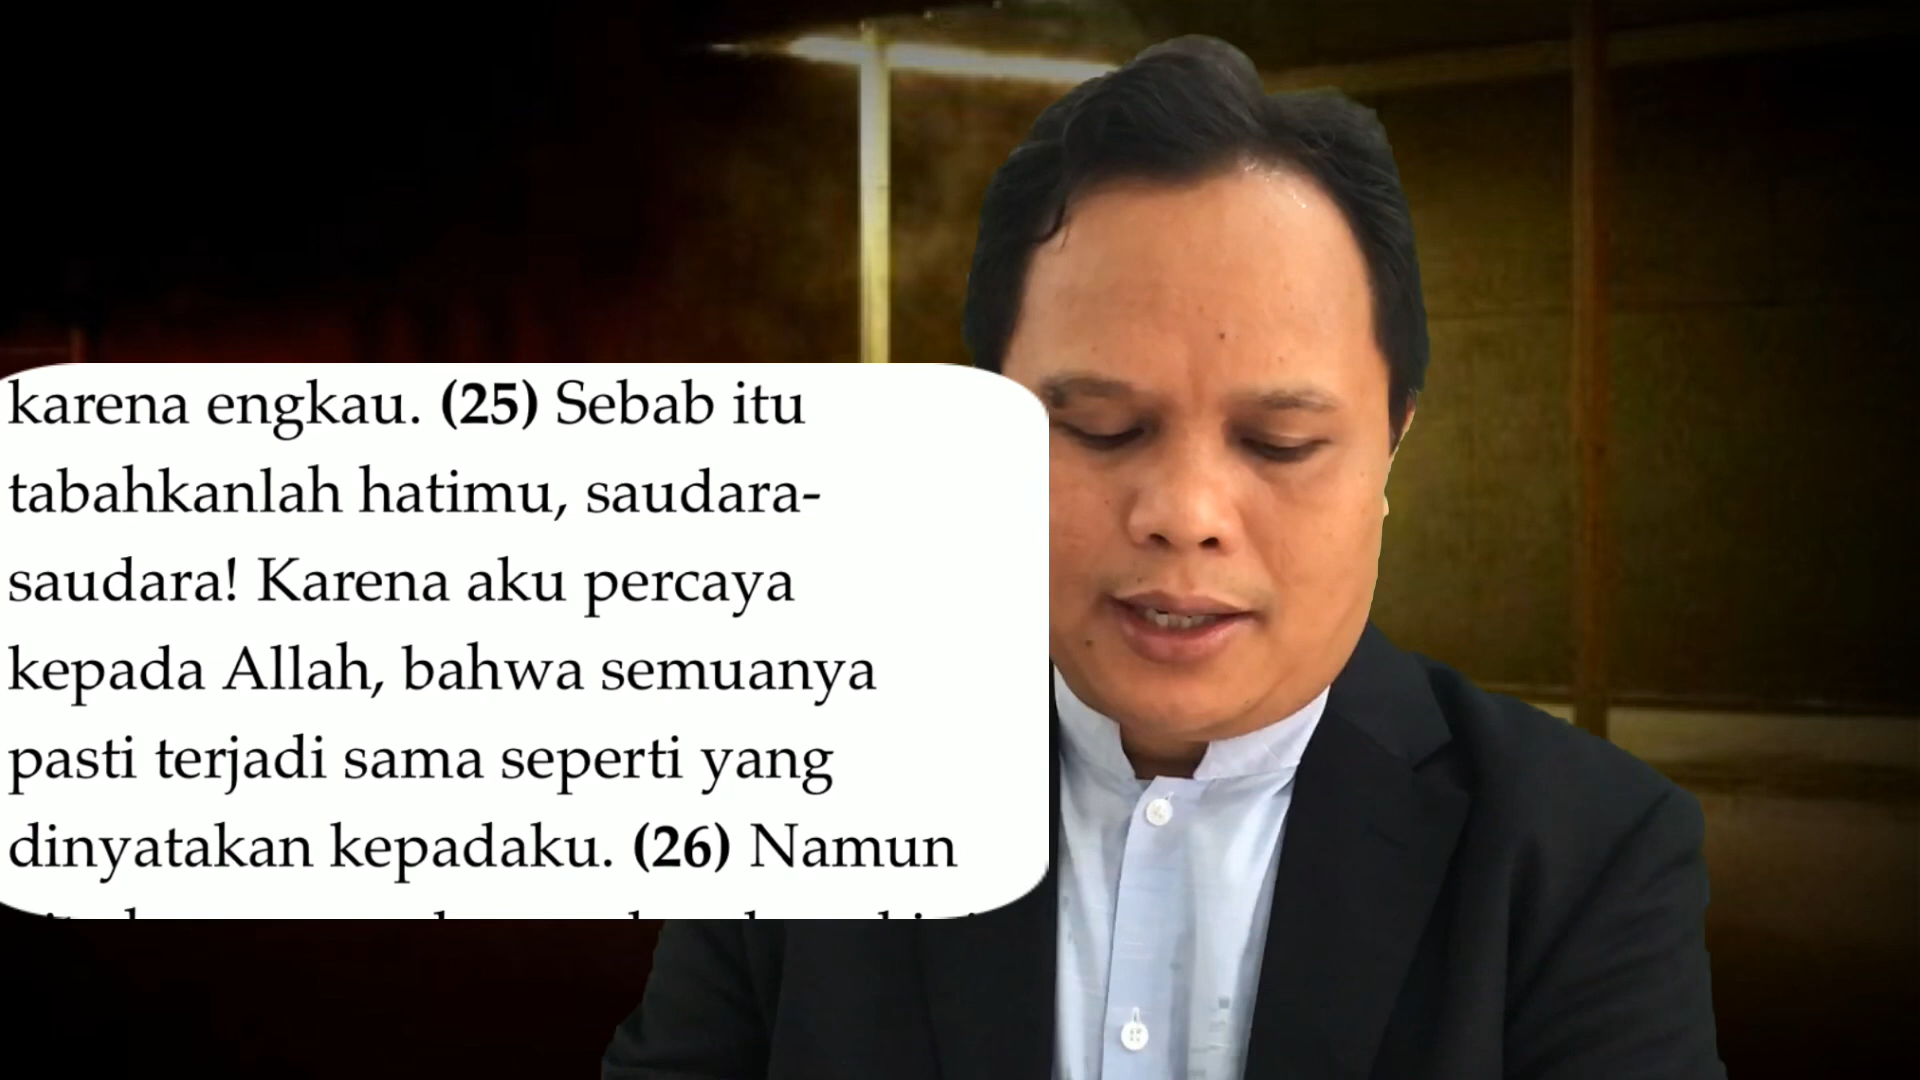 karena engkau. (25) Sebab itu
tabahkanlah hatimu, saudara-
saudara! Karena aku percaya
kepada Allah, bahwa semuanya
pasti terjadi sama seperti yang
dinyatakan kepadaku. (26) Namun